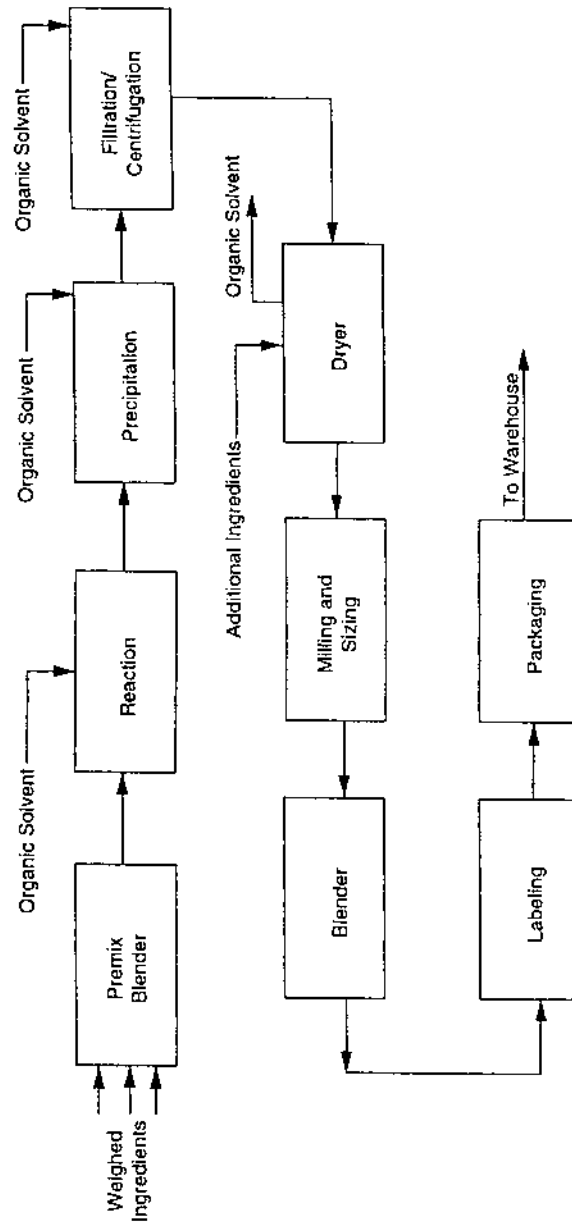 Weighed
Ingredients
Premix
Blender
Organic Solvent
Reaction
Organic Solvent
Precipitation
Organic Solvent
Filtration/
Centrifugation
Additional Ingredients
Organic Solvent
Dryer
Milling and
Sizing
Blender
Labeling
Packaging
To Warehouse